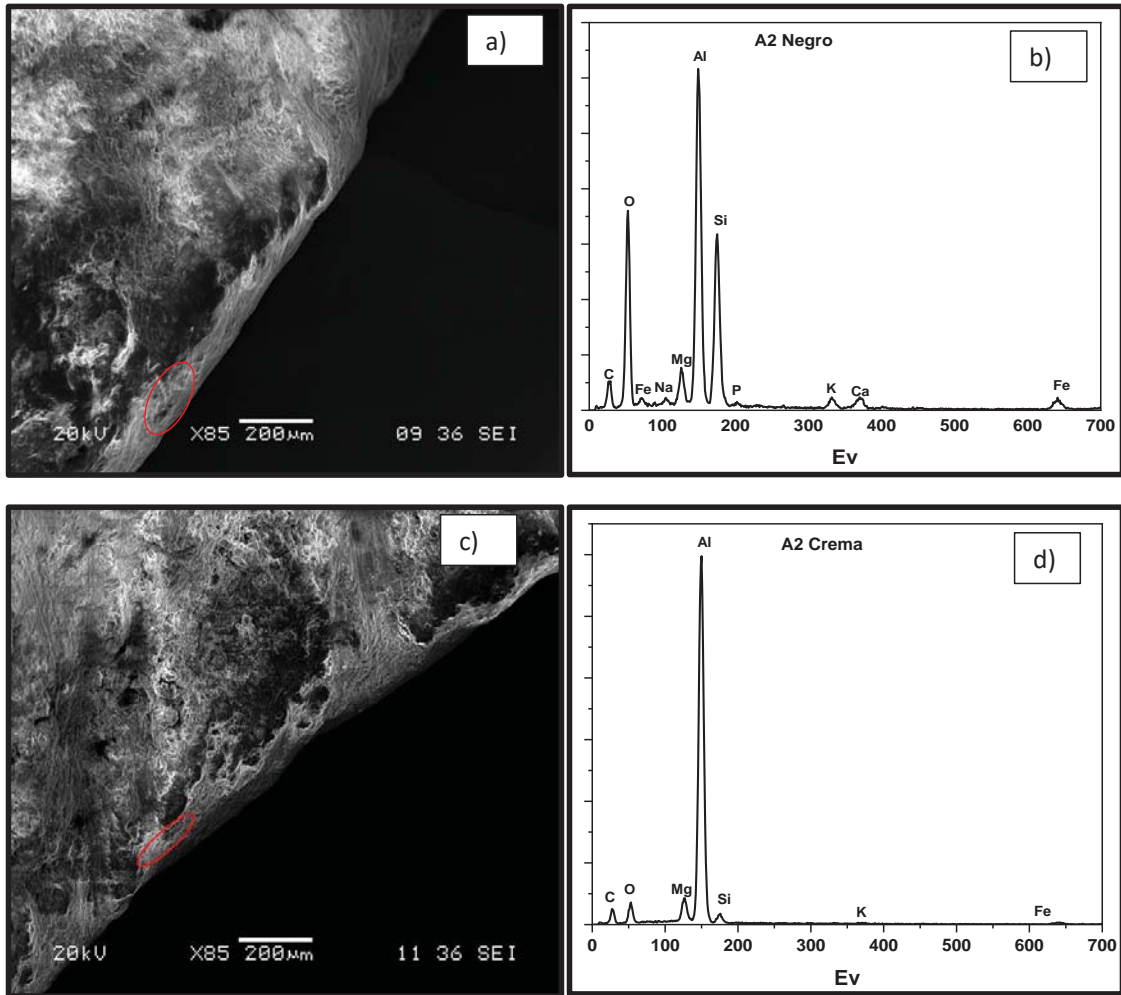 a)
20kV X85 200µm 09 36 SEI
A2 Negro
b)
Al
O
Si
C
Fe
Na
Mg
P
K
Ca
Fe
0 100 200 300 400 500 600 700
Ev
c)
20kV X85 200µm 11 36 SEI
A2 Crema
d)
Al
C
O
Mg
Si
K
Fe
0 100 200 300 400 500 600 700
Ev